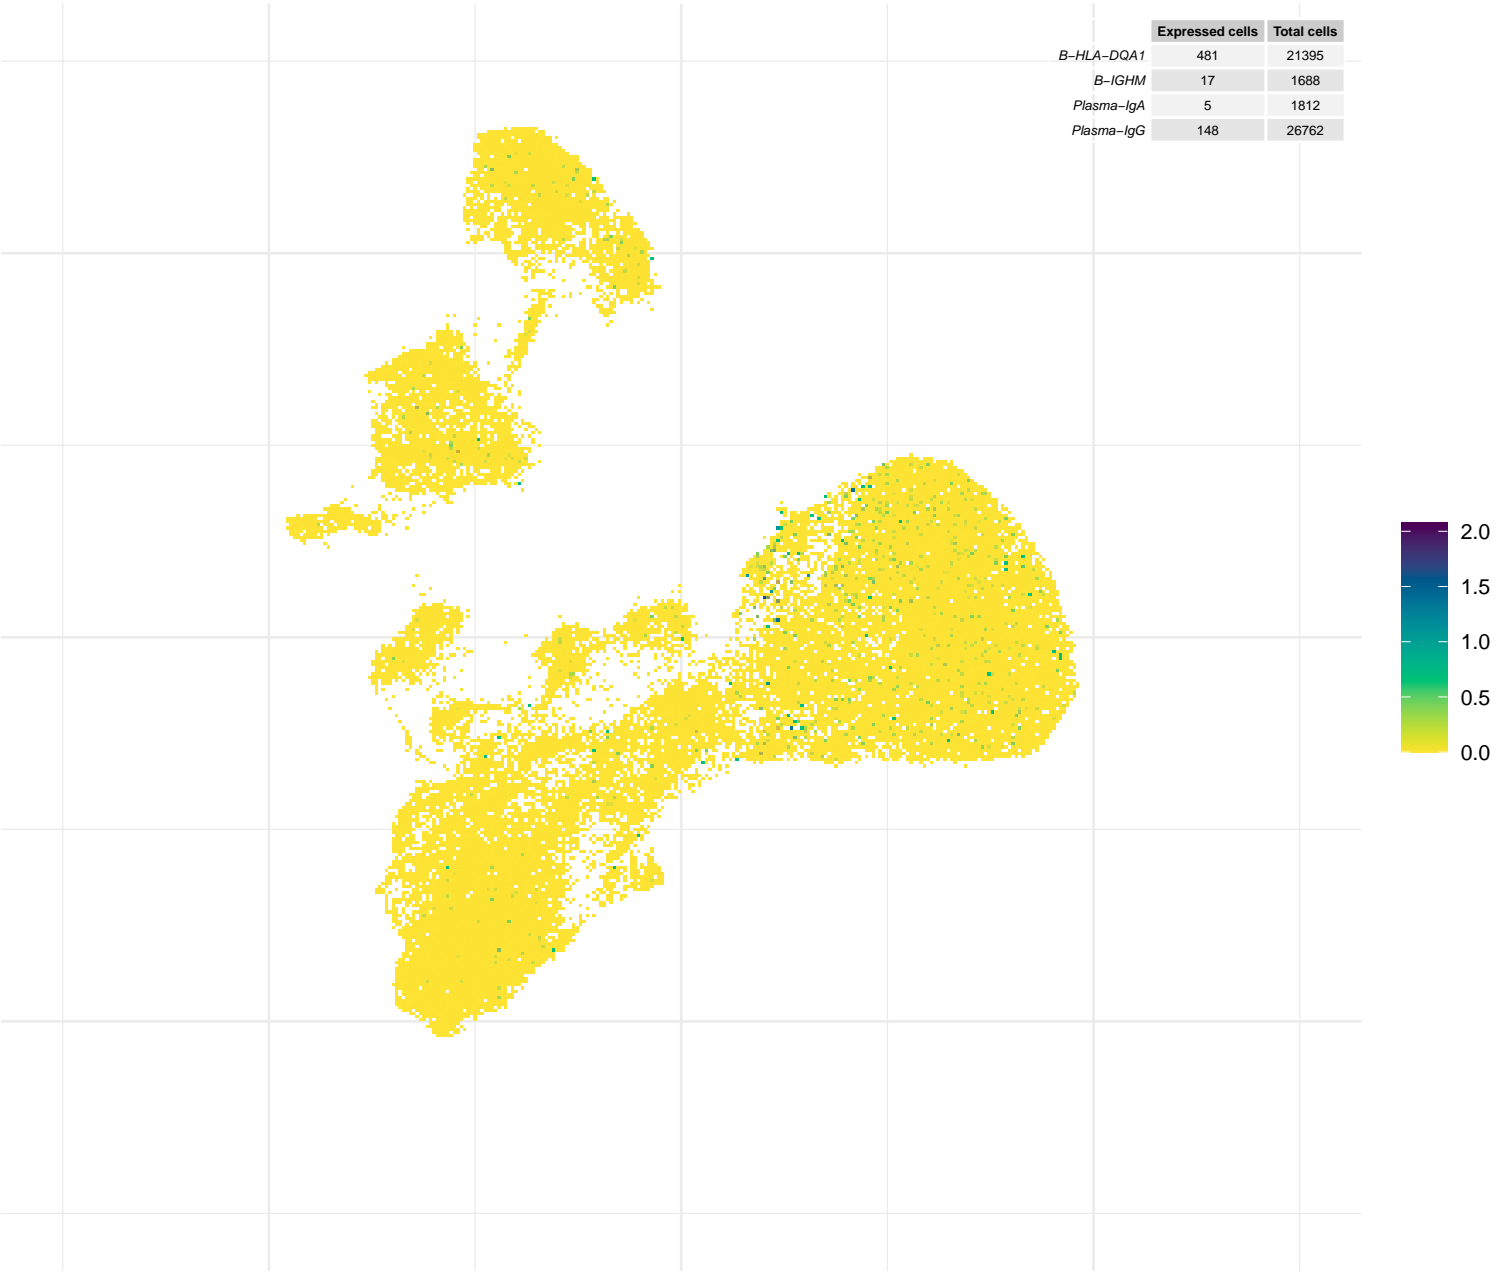 Expressed cells Total cells
B−HLA−DQA1 481 21395
B−IGHM 17 1688
Plasma−IgA 5 1812
Plasma−IgG 148 26762
2.0
1.5
1.0
0.5
0.0